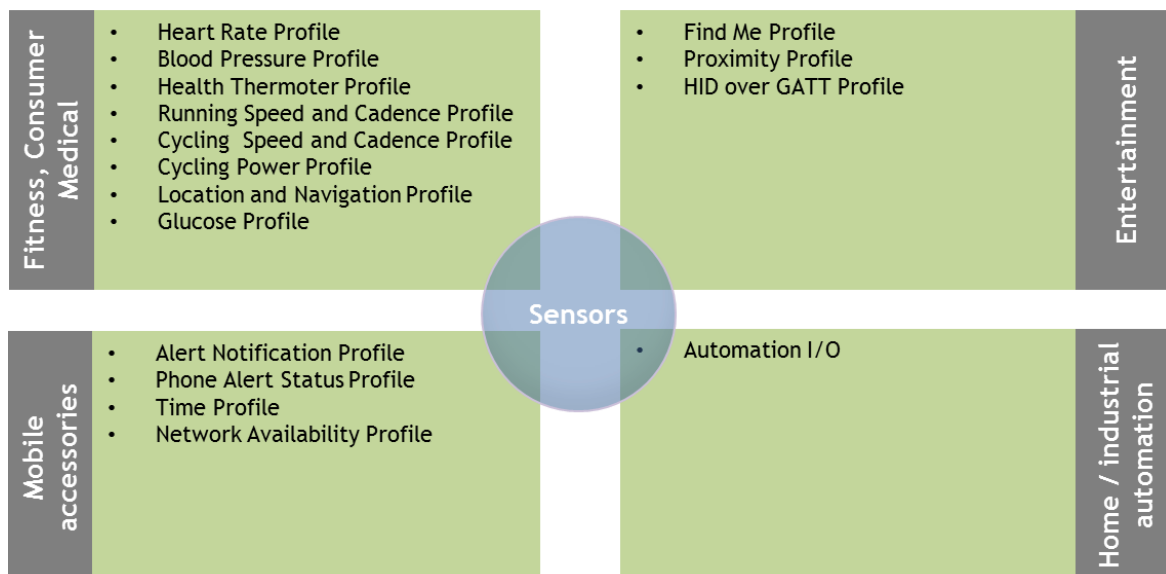 Fitness, Consumer
Medical
• Heart Rate Profile
• Blood Pressure Profile
• Health Thermoter Profile
• Running Speed and Cadence Profile
• Cycling Speed and Cadence Profile
• Cycling Power Profile
• Location and Navigation Profile
• Glucose Profile
• Find Me Profile
• Proximity Profile
• HID over GATT Profile
Entertainment
Sensors
Mobile
accessories
• Alert Notification Profile
• Phone Alert Status Profile
• Time Profile
• Network Availability Profile
• Automation I/O
Home / industrial
automation